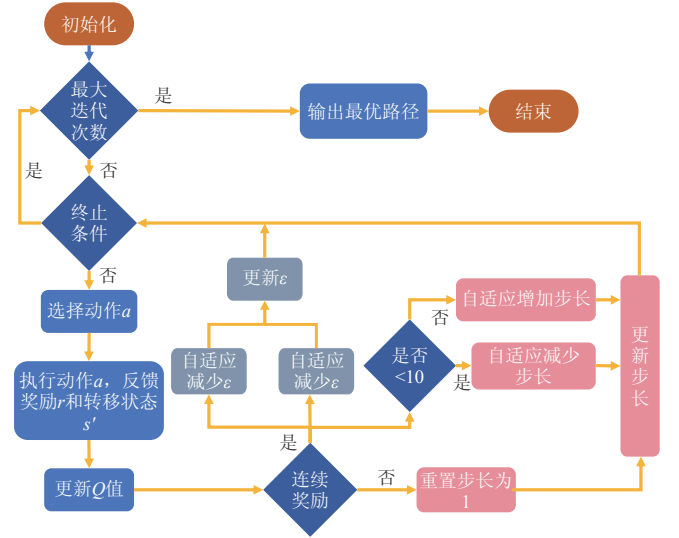 初始化
最大
迭代
次数
是
输出最优路径
结束
是
否
终止
条件
否
更新ε
选择动作a
自适应增加步长
否
更新步长
自适应
减少ε
自适应
减少ε
是否
<10
自适应减少
步长
是
执行动作a，反馈
奖励r和转移状态
s′
是
更新Q值
连续
奖励
否
重置步长为
1